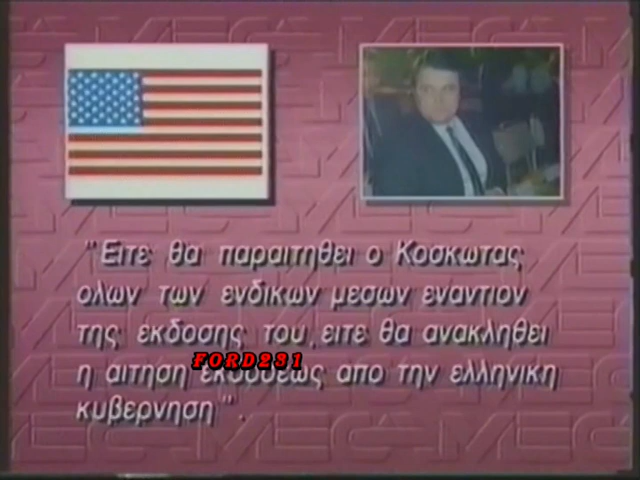 "Ειτε θα παραιτηθει ο Κοσκωτας
ολων των ενδικων μεσων εναντιον
της εκδοσης του, ειτε θα ανακληθει
FORD231
η αιτηση εκδοσεως απο την ελληνικη
κυβερνηση".